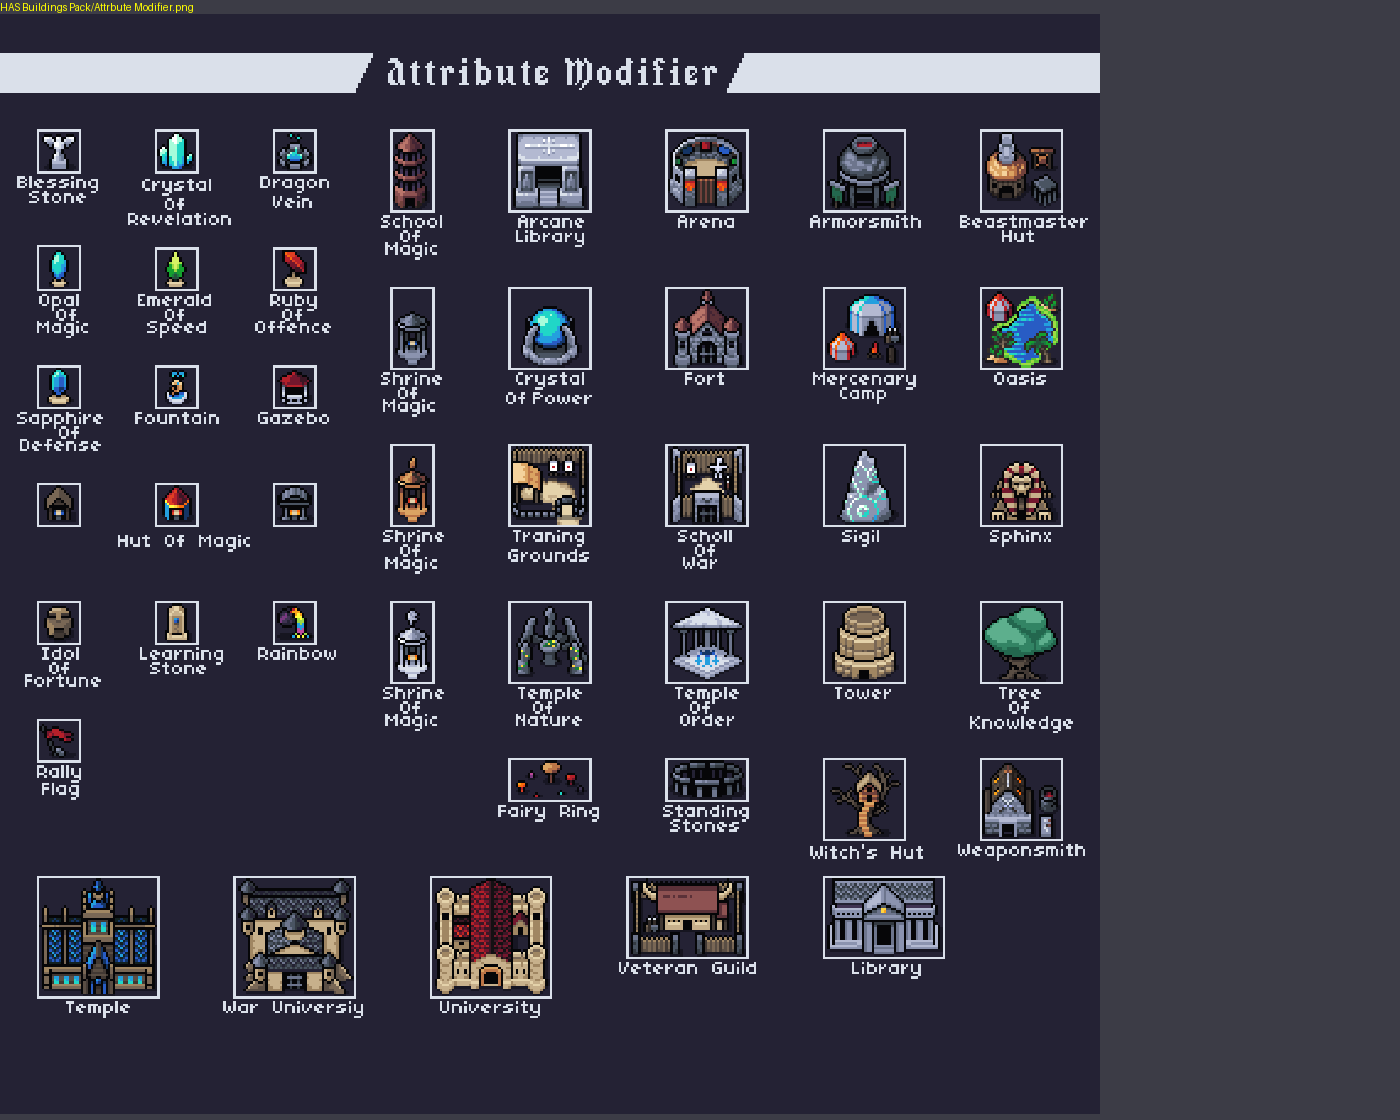 HAS Buildings Pack/Attrbute Modifier.png
Attribute Modifier
Blessing
Stone
Crystal
Of
Revelation
Dragon
Vein
School
Of
Magic
Arcane
Library
Arena
Armorsmith
Beastmaster
Hut
Opal
Of
Magic
Emerald
Of
Speed
Ruby
Of
Offence
Shrine
Of
Magic
Crystal
Of Power
Fort
Mercenary
Camp
Oasis
Sapphire
Of
Defense
Fountain
Gazebo
Hut Of Magic
Shrine
Of
Magic
Traning
Grounds
Scholl
Of
War
Sigil
Sphinx
Idol
Of
Fortune
Learning
Stone
Rainbow
Shrine
Of
Magic
Temple
Of
Nature
Temple
Of
Order
Tower
Tree
Of
Knowledge
Rally
Flag
Fairy Ring
Standing
Stones
Witch's Hut
Weaponsmith
Temple
War Universiy
University
Veteran Guild
Library